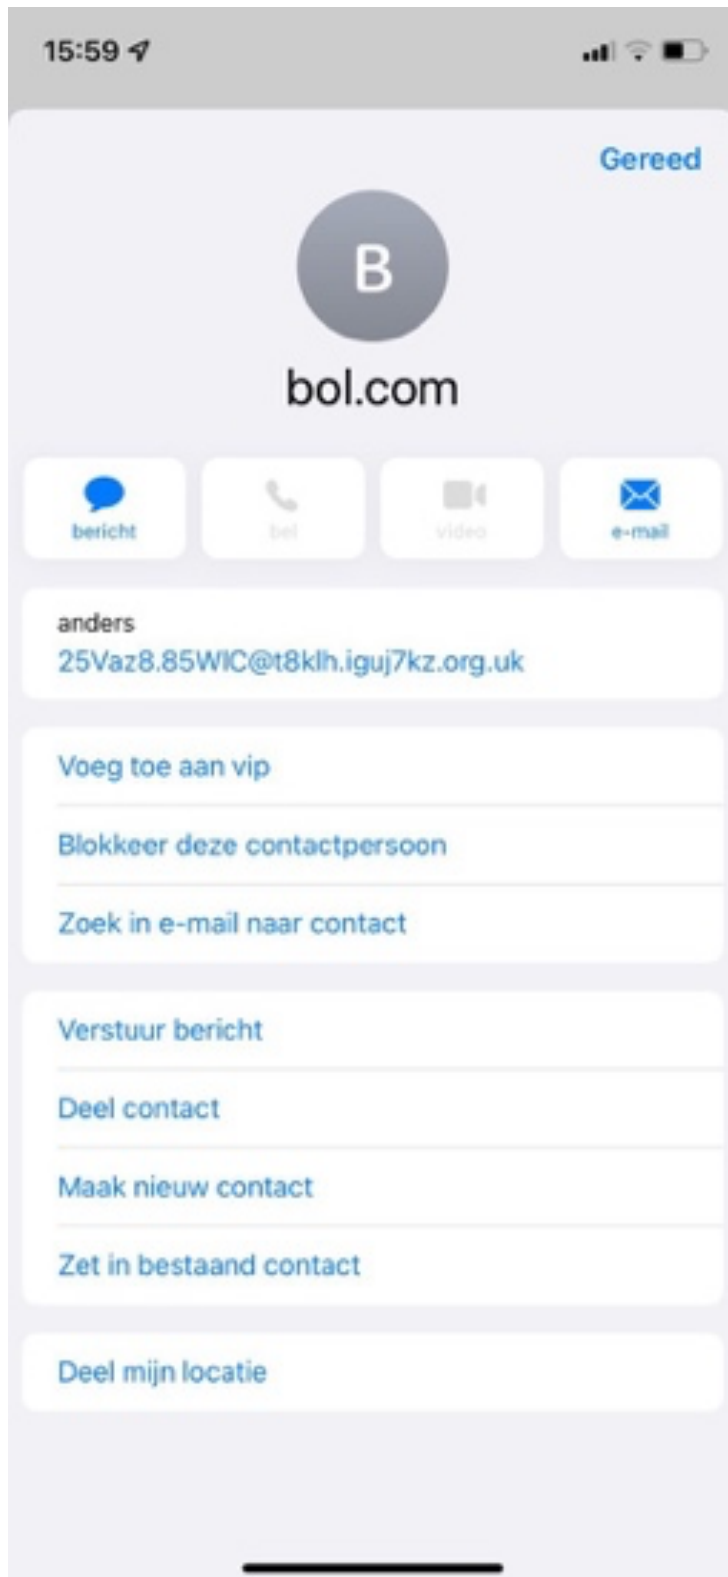 15:59
Gereed
B
bol.com
bericht
bel
video
e-mail
anders
25Vaz8.85WlC@t8klh.iguj7kz.org.uk
Voeg toe aan vip
Blokkeer deze contactpersoon
Zoek in e-mail naar contact
Verstuur bericht
Deel contact
Maak nieuw contact
Zet in bestaand contact
Deel mijn locatie